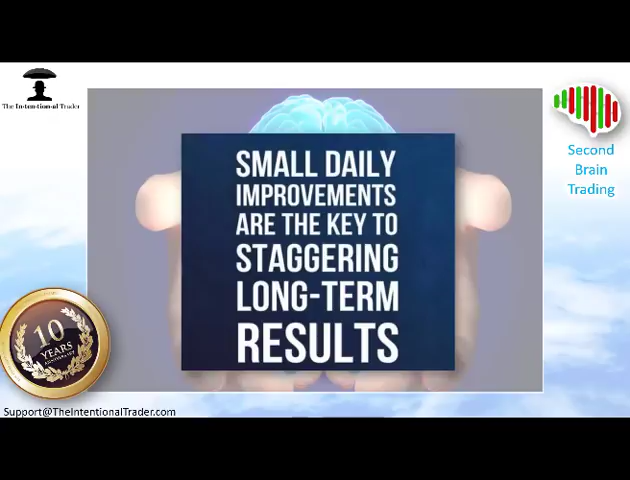 The Intentional Trader
SMALL DAILY
IMPROVEMENTS
ARE THE KEY TO
STAGGERING
LONG-TERM
RESULTS
Second
Brain
Trading
10
YEARS
ANNIVERSARY
Support@TheIntentionalTrader.com